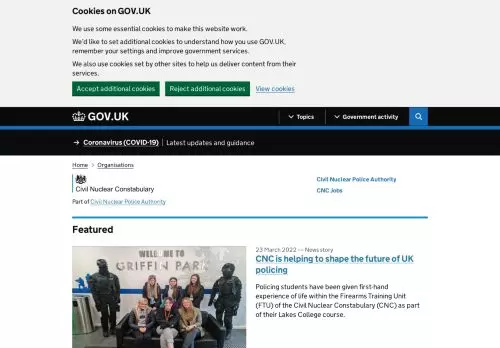 Cookies on GOV.UK
We use some essential cookies to make this website work.
We'd like to set additional cookies to understand how you use GOV.UK,
remember your settings and improve government services.
We also use cookies set by other sites to help us deliver content from their
services.
Accept additional cookies
Reject additional cookies
View cookies
GOV.UK
Topics
Government activity
→ Coronavirus (COVID-19) | Latest updates and guidance
Home > Organisations
Civil Nuclear Constabulary
Part of Civil Nuclear Police Authority
Civil Nuclear Police Authority
CNC Jobs
Featured
WELCOME TO
GRIFFIN PARK
23 March 2022 — News story
CNC is helping to shape the future of UK
policing
Policing students have been given first-hand
experience of life within the Firearms Training Unit
(FTU) of the Civil Nuclear Constabulary (CNC) as part
of their Lakes College course.